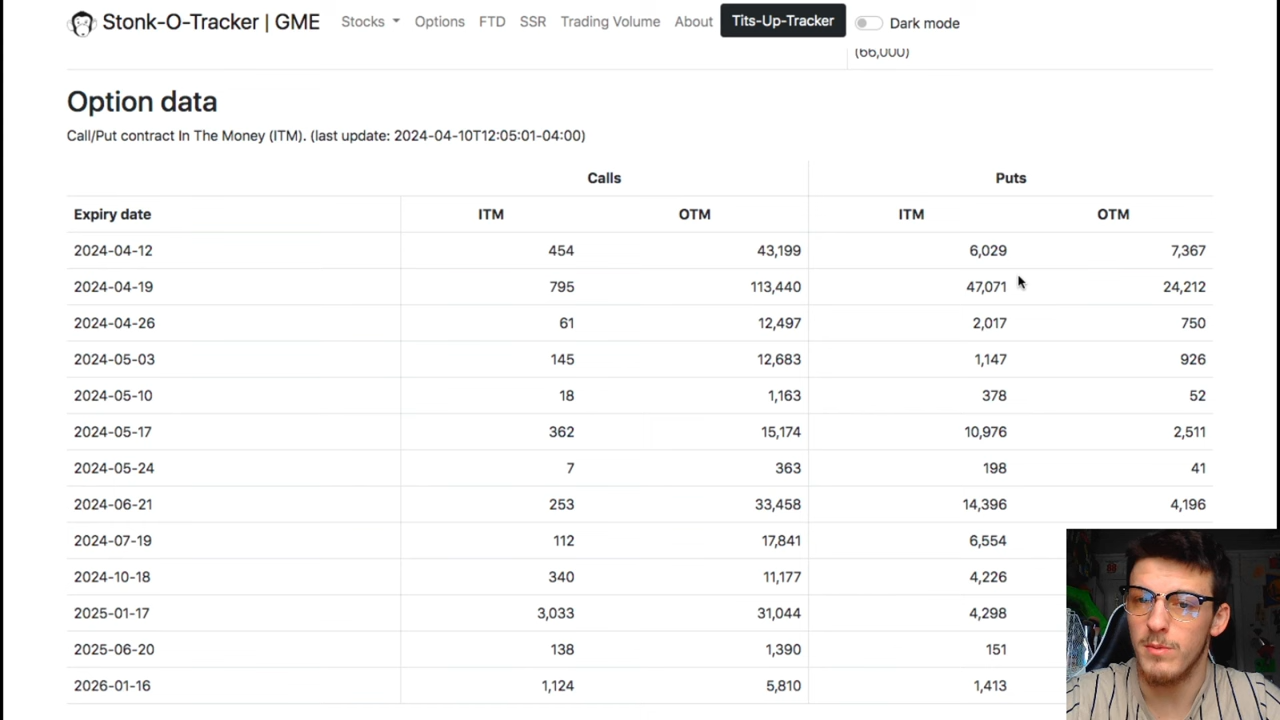 Stonk-O-Tracker | GME Stocks Options FTD SSR Trading Volume About Tits-Up-Tracker Dark mode
(66,000)
Option data
Call/Put contract In The Money (ITM). (last update: 2024-04-10T12:05:01-04:00)
Calls Puts
Expiry date ITM OTM ITM OTM
2024-04-12 454 43,199 6,029 7,367
2024-04-19 795 113,440 47,071 24,212
2024-04-26 61 12,497 2,017 750
2024-05-03 145 12,683 1,147 926
2024-05-10 18 1,163 378 52
2024-05-17 362 15,174 10,976 2,511
2024-05-24 7 363 198 41
2024-06-21 253 33,458 14,396 4,196
2024-07-19 112 17,841 6,554
2024-10-18 340 11,177 4,226
2025-01-17 3,033 31,044 4,298
2025-06-20 138 1,390 151
2026-01-16 1,124 5,810 1,413